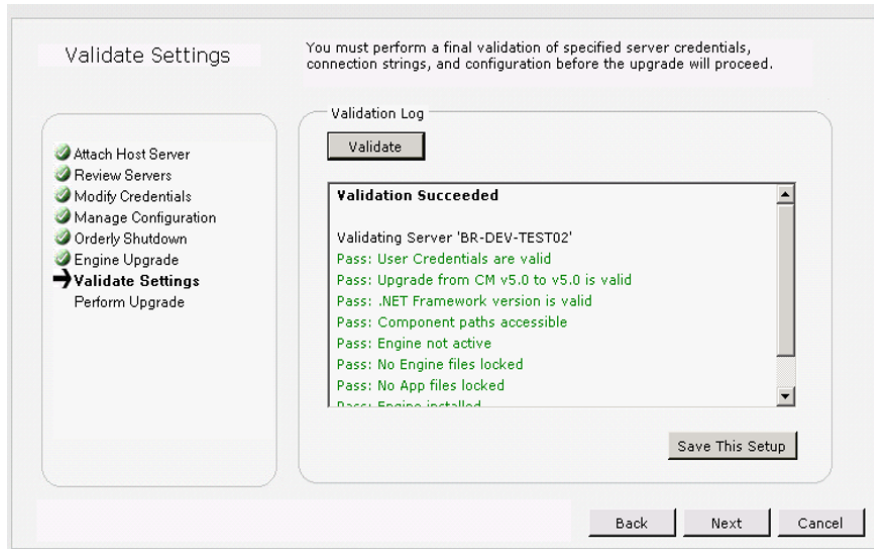 Validate Settings
You must perform a final validation of specified server credentials,
connection strings, and configuration before the upgrade will proceed.
Attach Host Server
Review Servers
Modify Credentials
Manage Configuration
Orderly Shutdown
Engine Upgrade
Validate Settings
Perform Upgrade
Validation Log
Validate
Validation Succeeded
Validating Server 'BR-DEV-TEST02'
Pass: User Credentials are valid
Pass: Upgrade from CM v5.0 to v5.0 is valid
Pass: .NET Framework version is valid
Pass: Component paths accessible
Pass: Engine not active
Pass: No Engine files locked
Pass: No App files locked
Pass: Engine installed
Save This Setup
Back
Next
Cancel